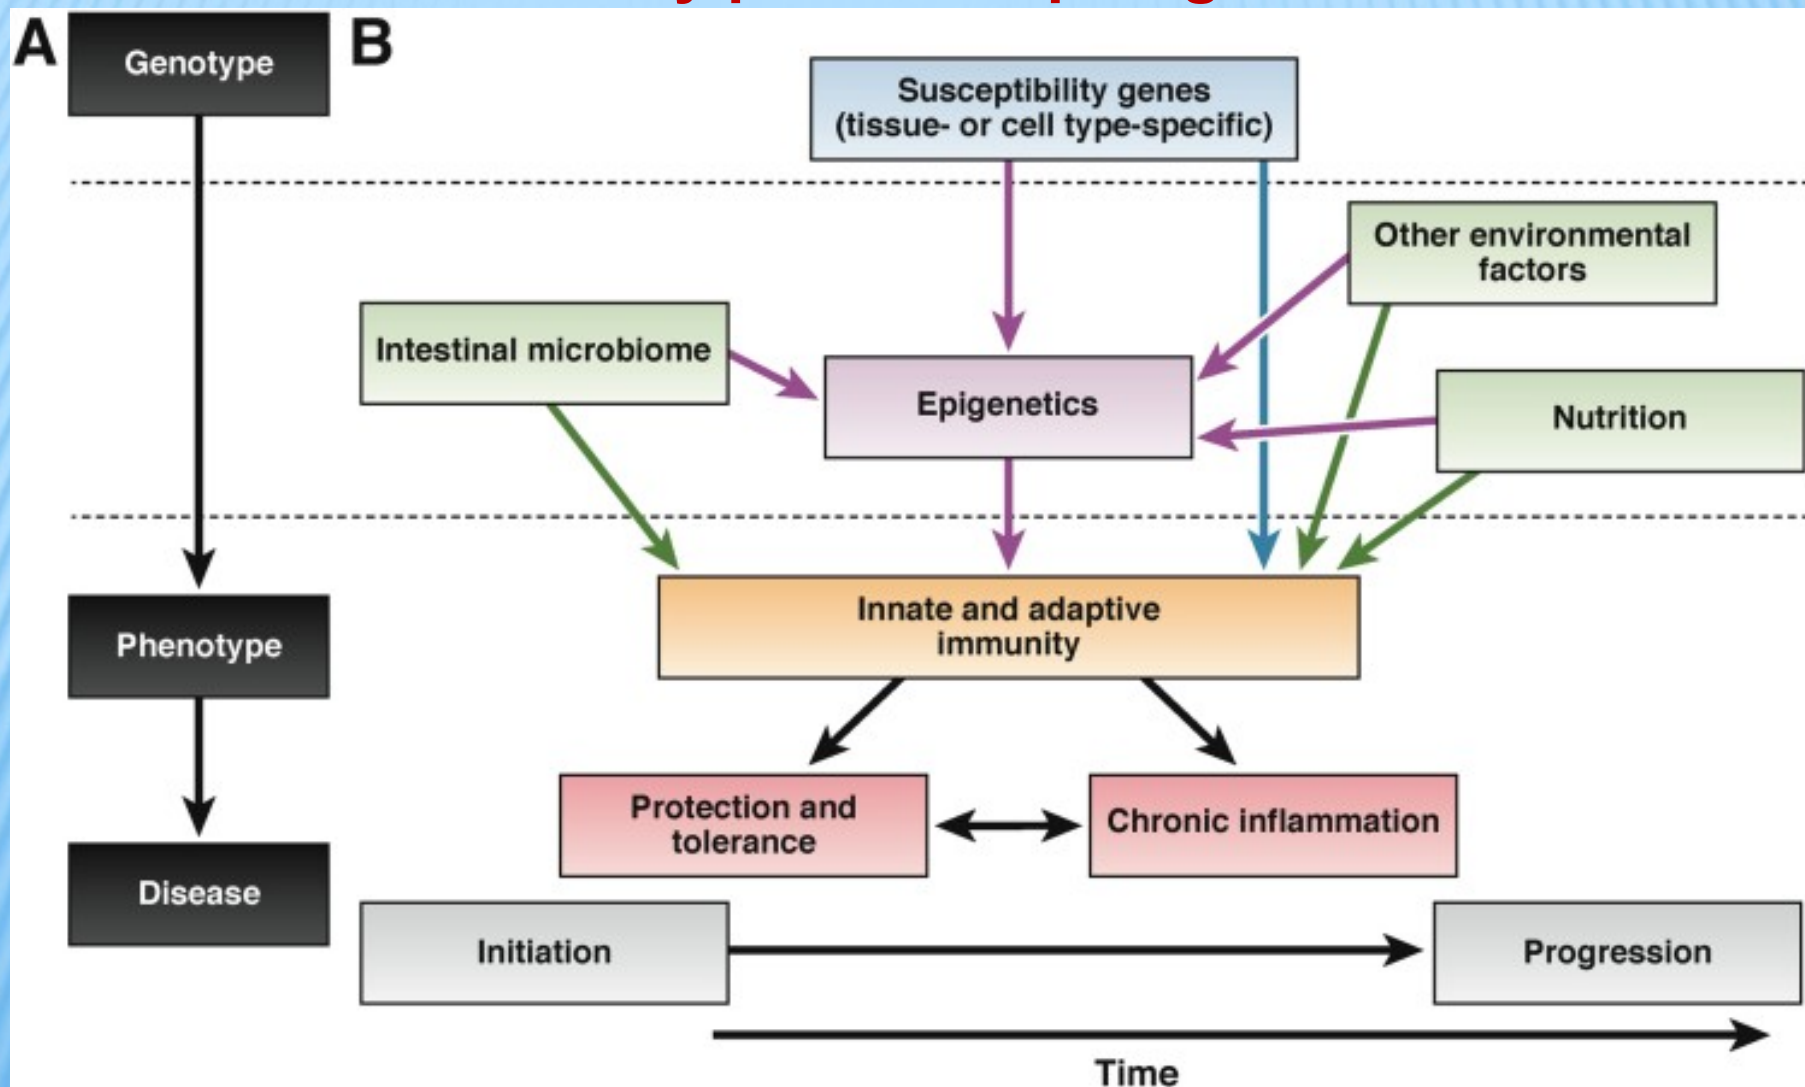 A
Genotype
Phenotype
Disease
B
Susceptibility genes
(tissue- or cell type-specific)
Other environmental
factors
Intestinal microbiome
Epigenetics
Nutrition
Innate and adaptive
immunity
Protection and
tolerance
Chronic inflammation
Initiation
Progression
Time